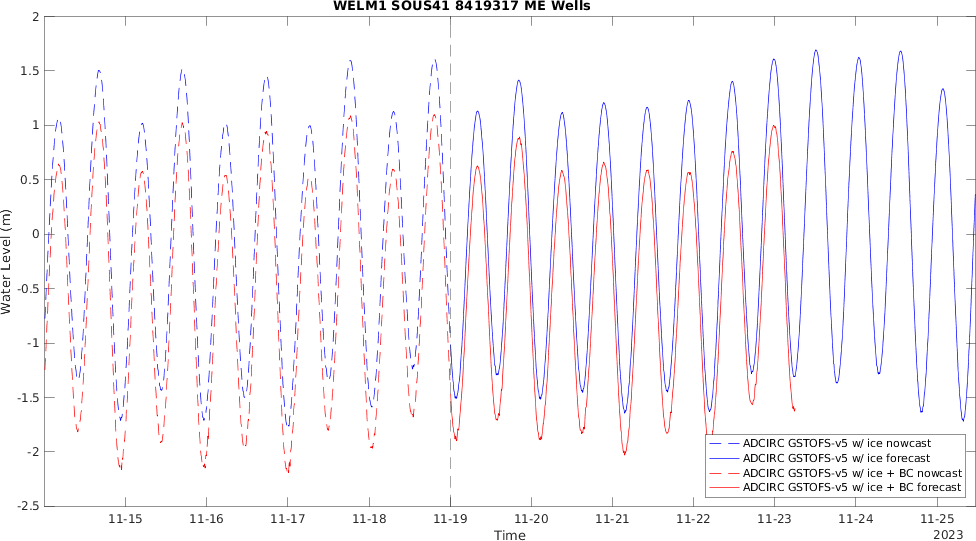 WELM1 SOUS41 8419317 ME Wells
2
1.5
1
0.5
0
-0.5
-1
-1.5
-2
-2.5
Water Level (m)
ADCIRC GSTOFS-v5 w/ ice nowcast
ADCIRC GSTOFS-v5 w/ ice forecast
ADCIRC GSTOFS-v5 w/ ice + BC nowcast
ADCIRC GSTOFS-v5 w/ ice + BC forecast
11-15 11-16 11-17 11-18 11-19 11-20 11-21 11-22 11-23 11-24 11-25
Time
2023